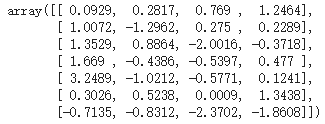 array([[ 0.0929,  0.2817,  0.769 ,  1.2464],
       [ 1.0072, -1.2962,  0.275 ,  0.2289],
       [ 1.3529,  0.8864, -2.0016, -0.3718],
       [ 1.669 , -0.4386, -0.5397,  0.477 ],
       [ 3.2489, -1.0212, -0.5771,  0.1241],
       [ 0.3026,  0.5238,  0.0009,  1.3438],
       [-0.7135, -0.8312, -2.3702, -1.8608]])